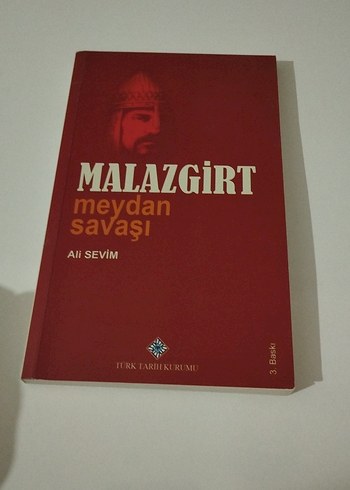 MALAZGİRT
meydan
savaşı
Ali SEVİM
3. Baskı
TÜRK TARİH KURUMU